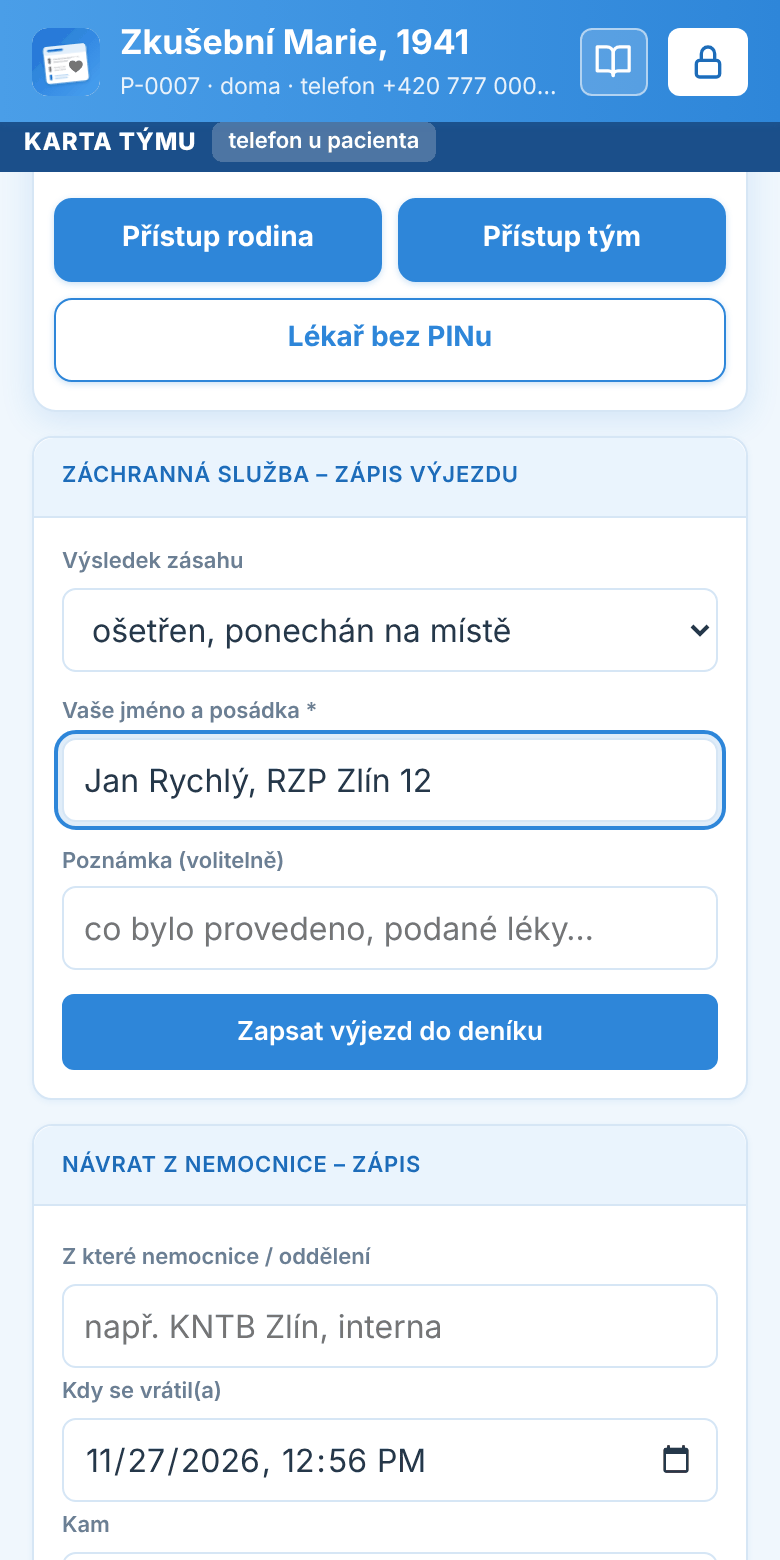 Zkušební Marie, 1941
P-0007 · doma · telefon +420 777 000…
KARTA TÝMU
telefon u pacienta
Přístup rodina
Přístup tým
Lékař bez PINu
ZÁCHRANNÁ SLUŽBA – ZÁPIS VÝJEZDU
Výsledek zásahu
ošetřen, ponechán na místě
Vaše jméno a posádka *
Jan Rychlý, RZP Zlín 12
Poznámka (volitelně)
co bylo provedeno, podané léky…
Zapsat výjezd do deníku
NÁVRAT Z NEMOCNICE – ZÁPIS
Z které nemocnice / oddělení
např. KNTB Zlín, interna
Kdy se vrátil(a)
11/27/2026, 12:56 PM
Kam